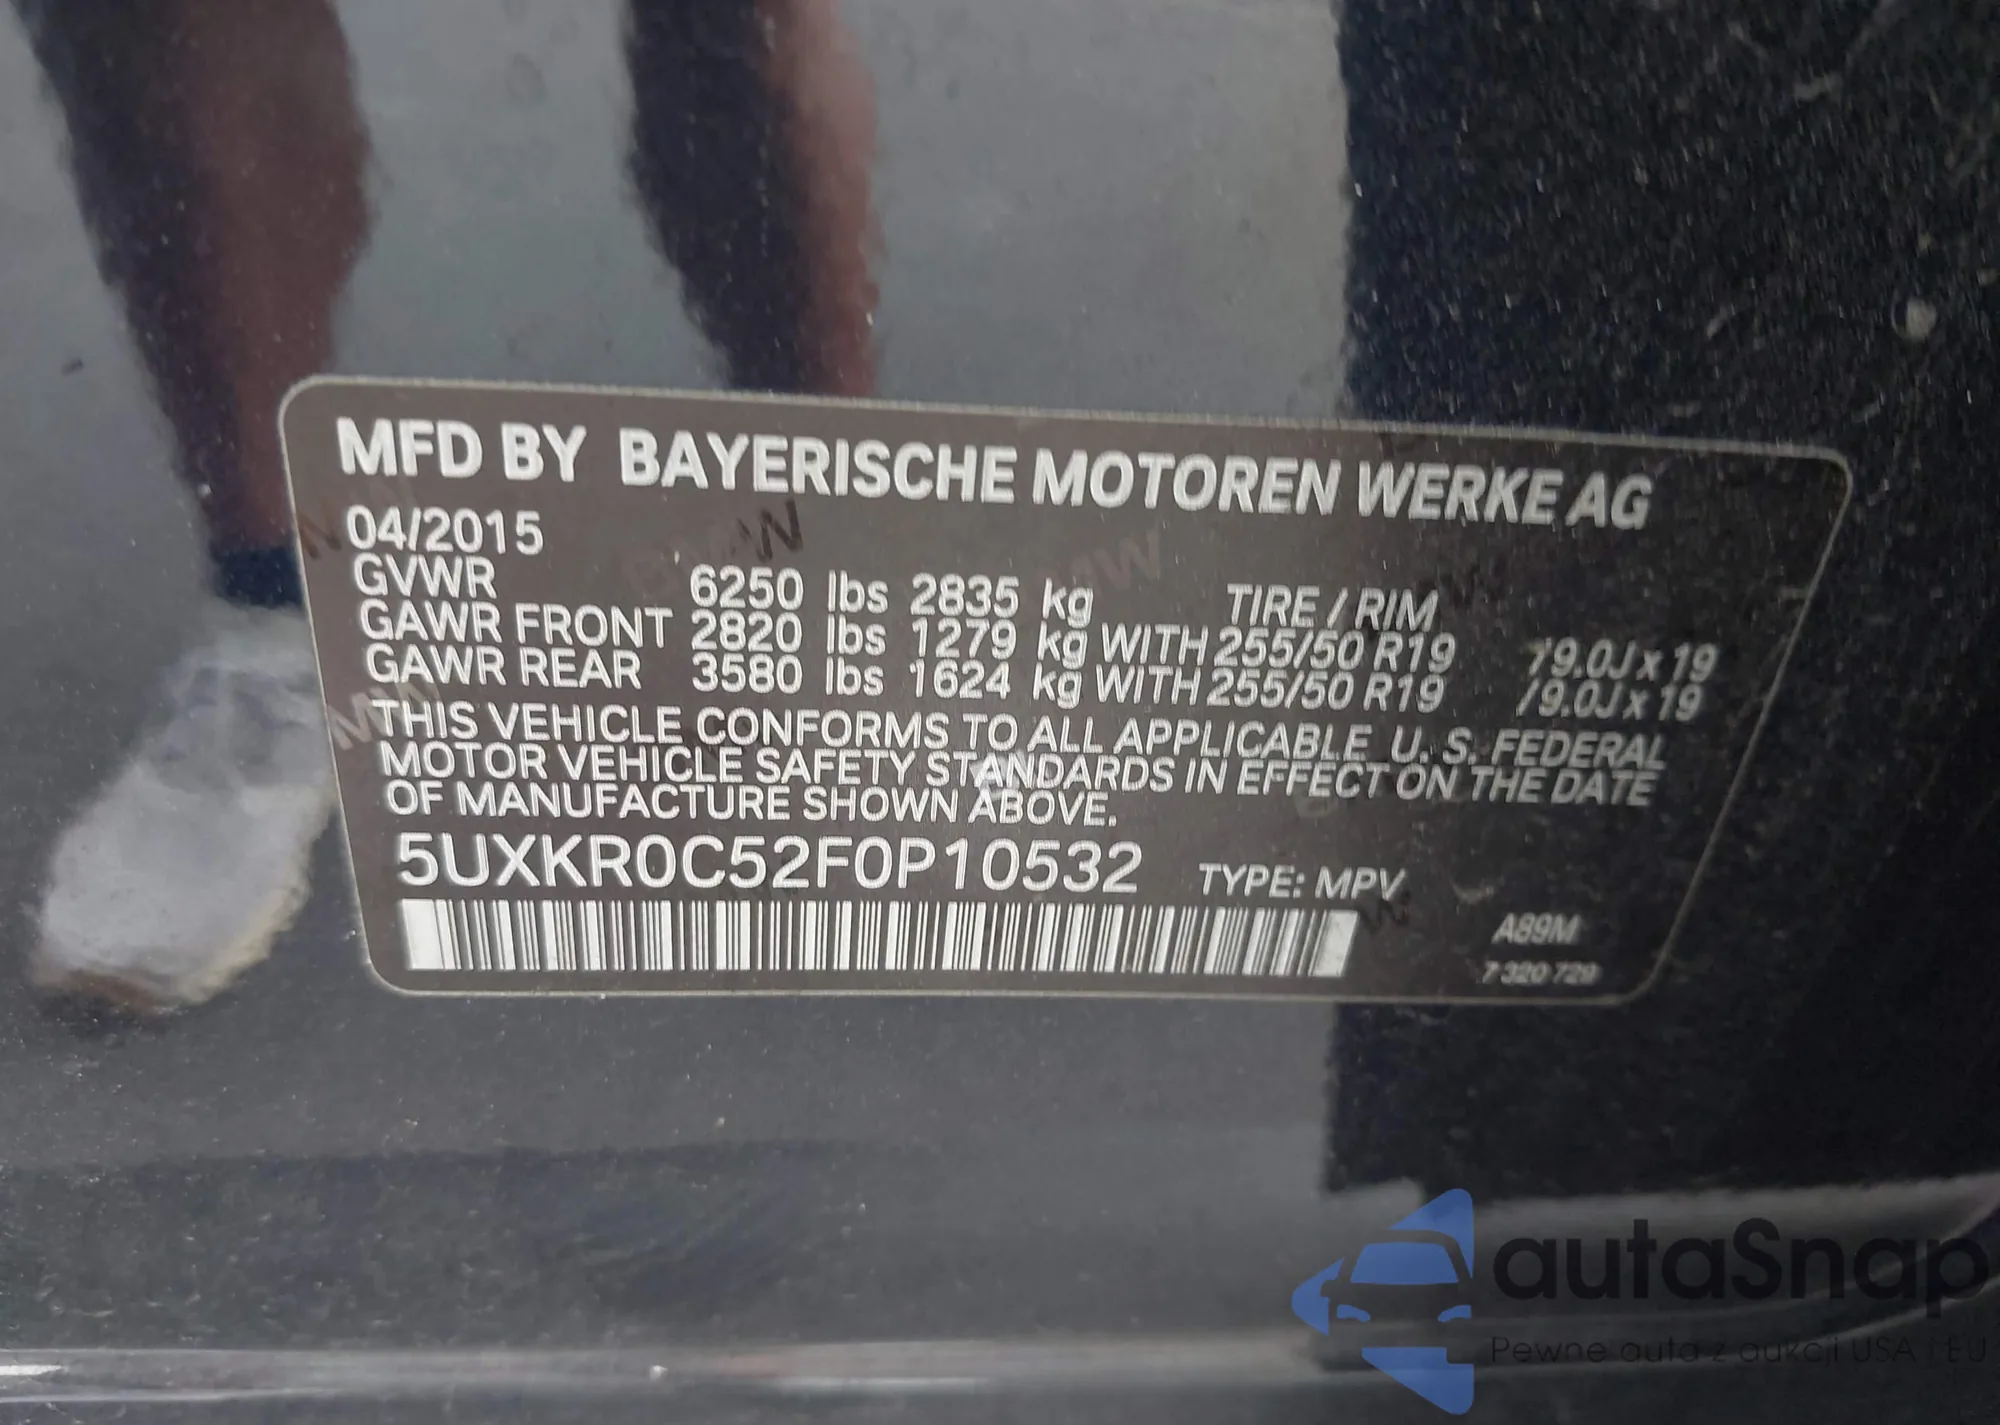 MFD BY BAYERISCHE MOTOREN WERKE AG
04/2015
GVWR 6250 lbs 2835 kg TIRE / RIM
GAWR FRONT 2820 lbs 1279 kg WITH 255/50 R19 /9.0J x 19
GAWR REAR 3580 lbs 1624 kg WITH 255/50 R19 /9.0J x 19
THIS VEHICLE CONFORMS TO ALL APPLICABLE U. S. FEDERAL
MOTOR VEHICLE SAFETY STANDARDS IN EFFECT ON THE DATE
OF MANUFACTURE SHOWN ABOVE.
5UXKR0C52F0P10532 TYPE: MPV
A89M
7 320 729
autaSnap
Pewne auta z aukcji USA i EU